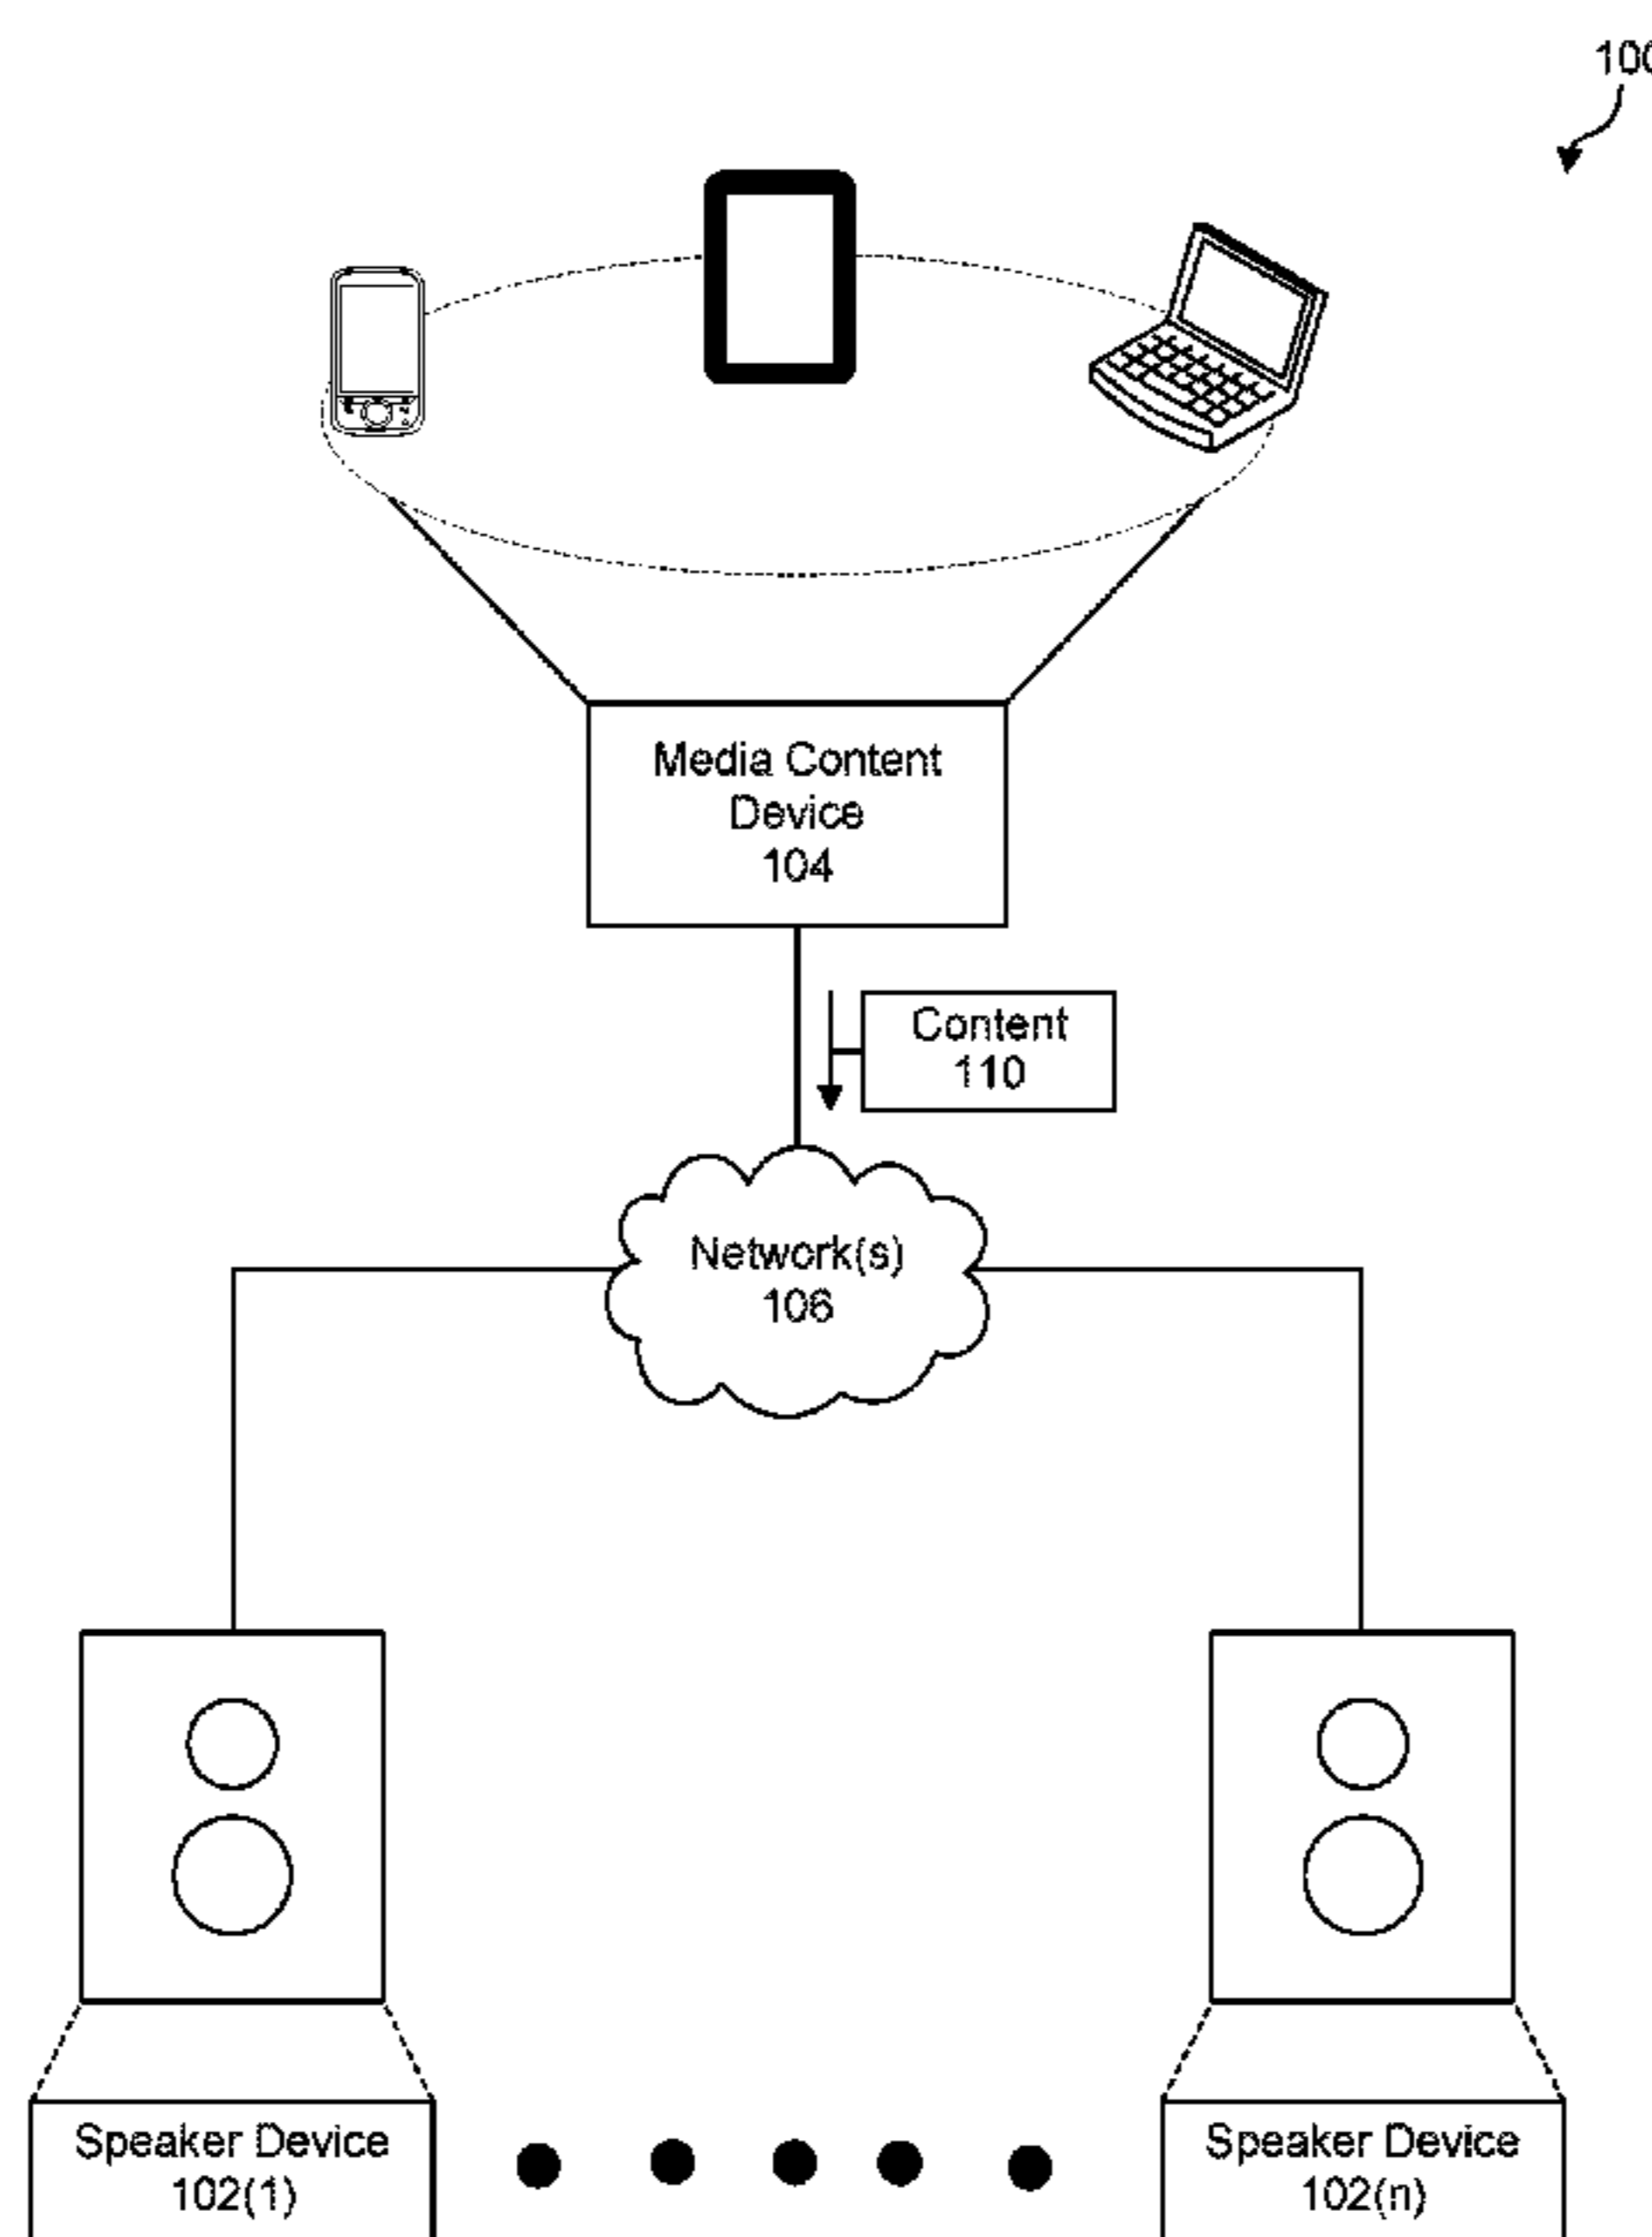 100
Media Content
Device
104
Content
110
Network(s)
106
Speaker Device
102(1)
Speaker Device
102(n)